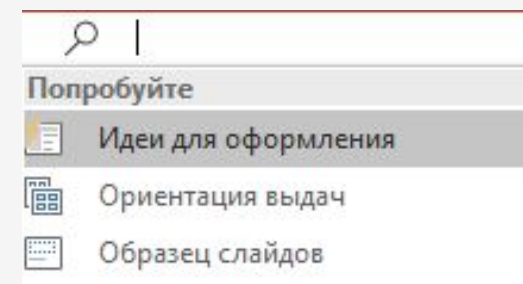 Попробуйте
Идеи для оформления
Ориентация выдач
Образец слайдов